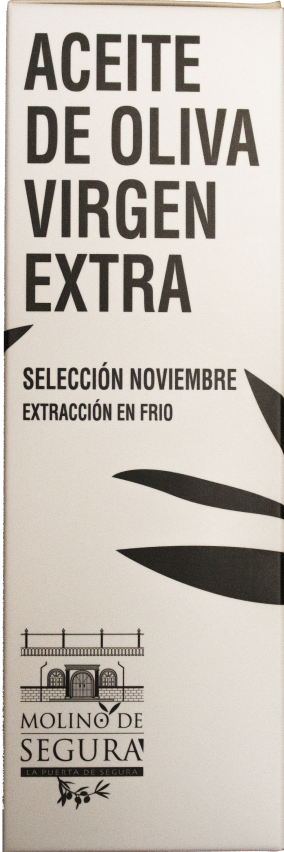 ACEITE
DE OLIVA
VIRGEN
EXTRA
SELECCIÓN NOVIEMBRE
EXTRACCIÓN EN FRIO
MOLINO DE
SEGURA
LA PUERTA DE SEGURA